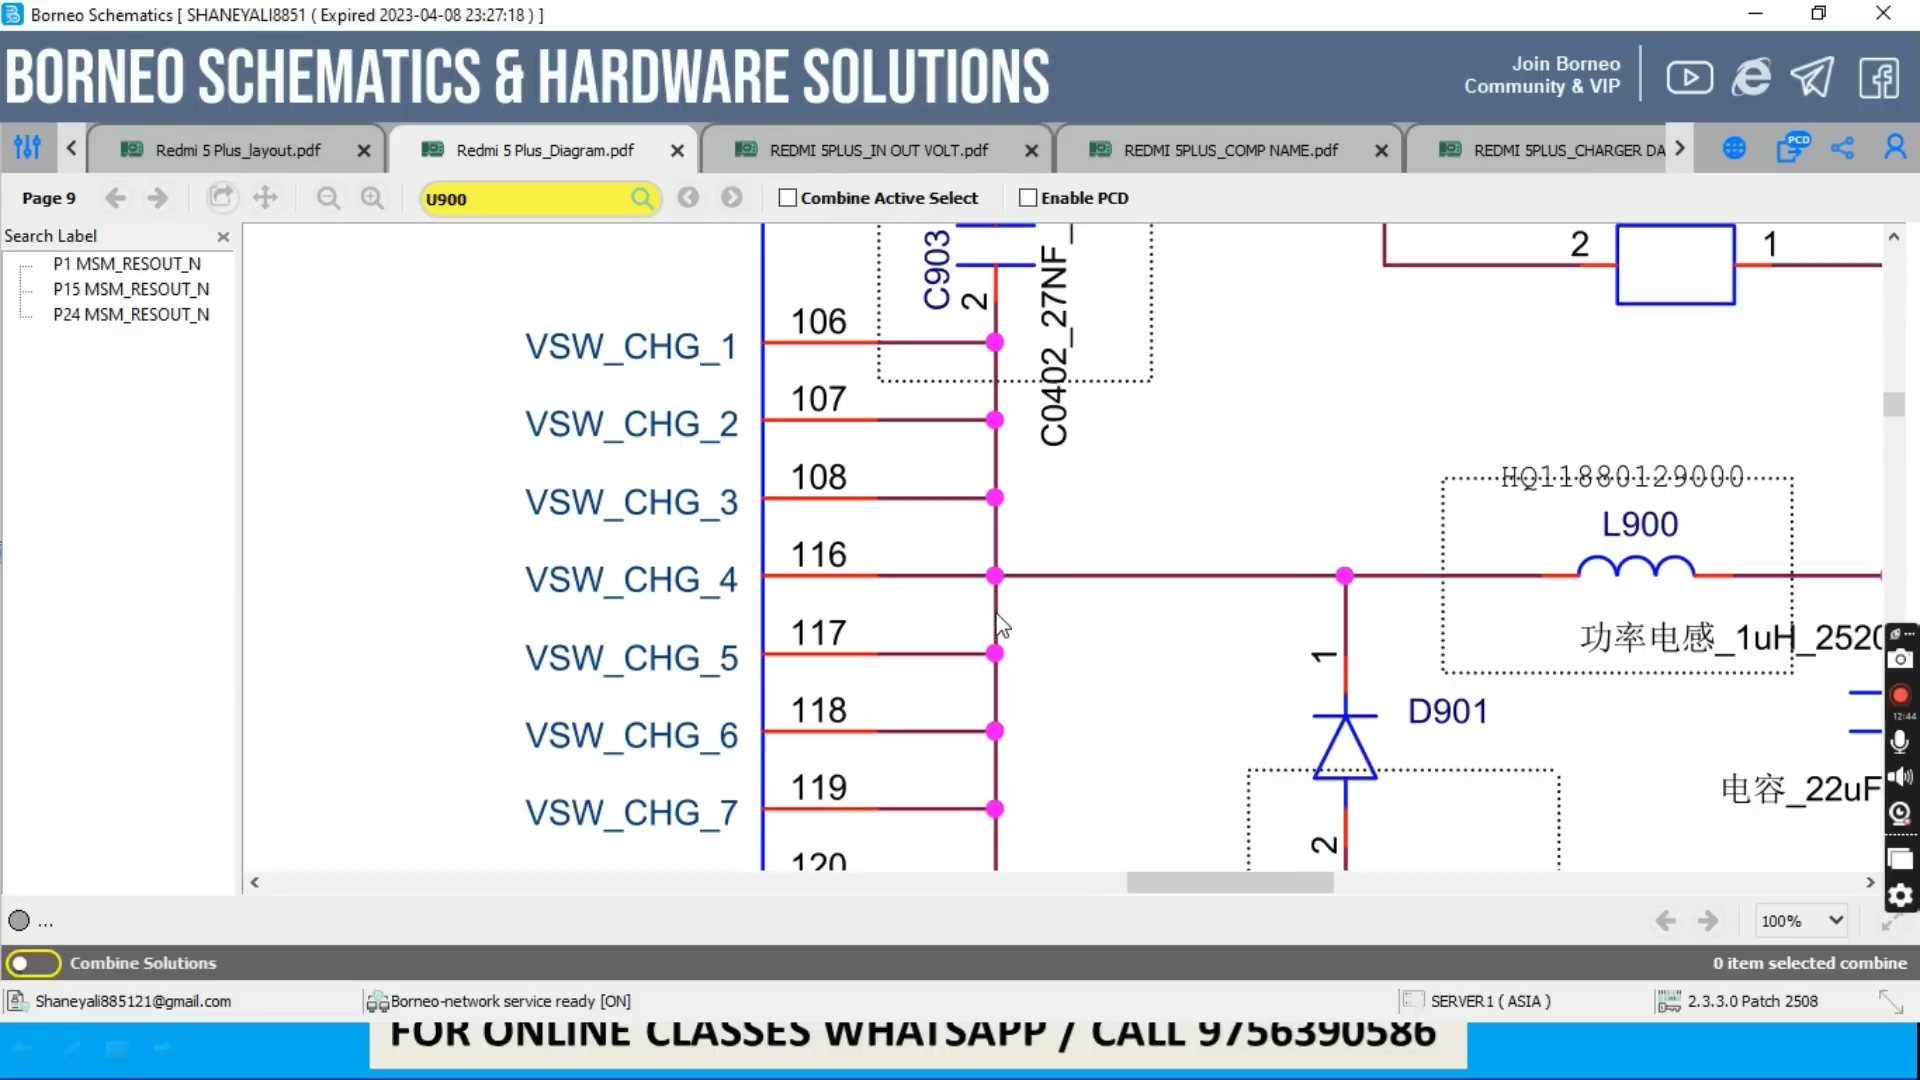 Borneo Schematics [ SHANEYALI8851 ( Expired 2023-04-08 23:27:18 ) ]
BORNEO SCHEMATICS & HARDWARE SOLUTIONS
Join Borneo
Community & VIP
Redmi 5 Plus_layout.pdf
Redmi 5 Plus_Diagram.pdf
REDMI 5PLUS_IN OUT VOLT.pdf
REDMI 5PLUS_COMP NAME.pdf
REDMI 5PLUS_CHARGER DA
PCD
Page 9
U900
Combine Active Select
Enable PCD
Search Label
P1 MSM_RESOUT_N
P15 MSM_RESOUT_N
P24 MSM_RESOUT_N
C903
2
C0402_27NF_
2
1
VSW_CHG_1
106
VSW_CHG_2
107
VSW_CHG_3
108
VSW_CHG_4
116
VSW_CHG_5
117
VSW_CHG_6
118
VSW_CHG_7
119
120
HQ11880129000
L900
功率电感_1uH_2520
1
D901
2
电容_22uF
12:44
...
100%
Combine Solutions
0 item selected combine
Shaneyali885121@gmail.com
Borneo-network service ready [ON]
SERVER1 ( ASIA )
2.3.3.0 Patch 2508
FOR ONLINE CLASSES WHATSAPP / CALL 9756390586